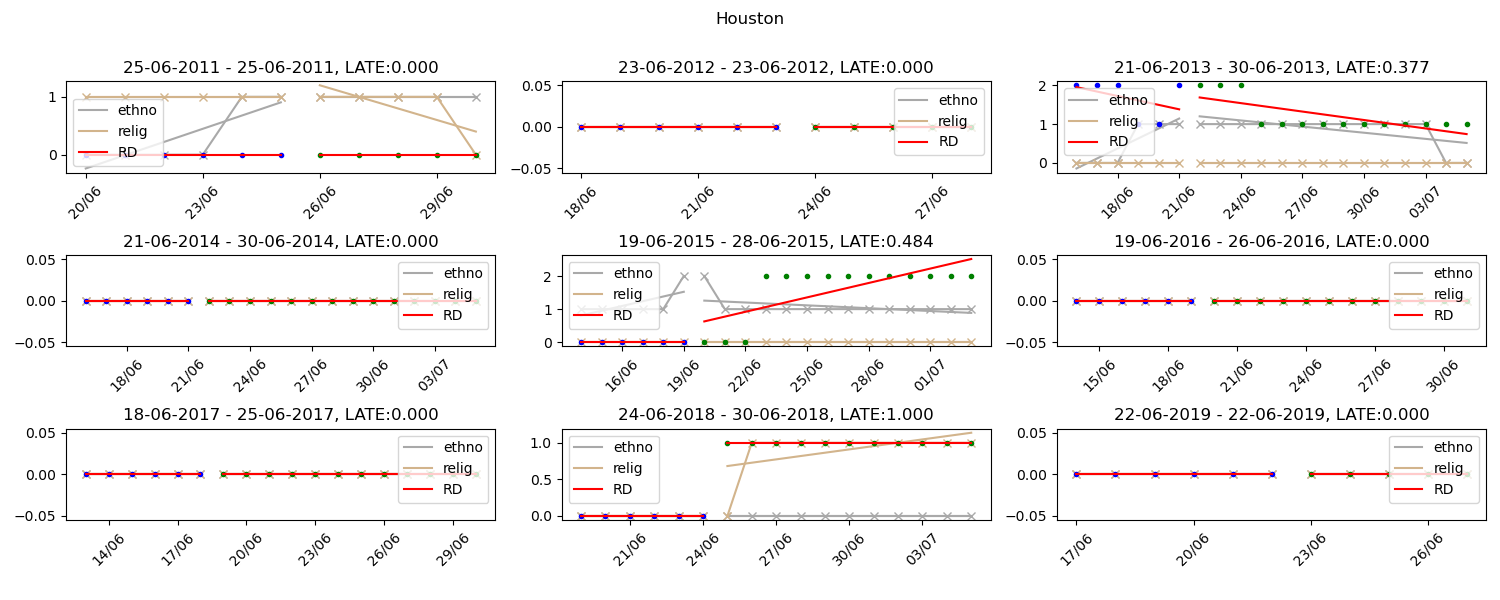 Houston
25-06-2011 - 25-06-2011, LATE:0.000
1
0
ethno
relig
RD
20/06
23/06
26/06
29/06
23-06-2012 - 23-06-2012, LATE:0.000
0.05
0.00
−0.05
ethno
relig
RD
18/06
21/06
24/06
27/06
21-06-2013 - 30-06-2013, LATE:0.377
2
1
0
ethno
relig
RD
18/06
21/06
24/06
27/06
30/06
03/07
21-06-2014 - 30-06-2014, LATE:0.000
0.05
0.00
−0.05
ethno
relig
RD
18/06
21/06
24/06
27/06
30/06
03/07
19-06-2015 - 28-06-2015, LATE:0.484
2
1
0
ethno
relig
RD
16/06
19/06
22/06
25/06
28/06
01/07
19-06-2016 - 26-06-2016, LATE:0.000
0.05
0.00
−0.05
ethno
relig
RD
15/06
18/06
21/06
24/06
27/06
30/06
18-06-2017 - 25-06-2017, LATE:0.000
0.05
0.00
−0.05
ethno
relig
RD
14/06
17/06
20/06
23/06
26/06
29/06
24-06-2018 - 30-06-2018, LATE:1.000
1.0
0.5
0.0
ethno
relig
RD
21/06
24/06
27/06
30/06
03/07
22-06-2019 - 22-06-2019, LATE:0.000
0.05
0.00
−0.05
ethno
relig
RD
17/06
20/06
23/06
26/06